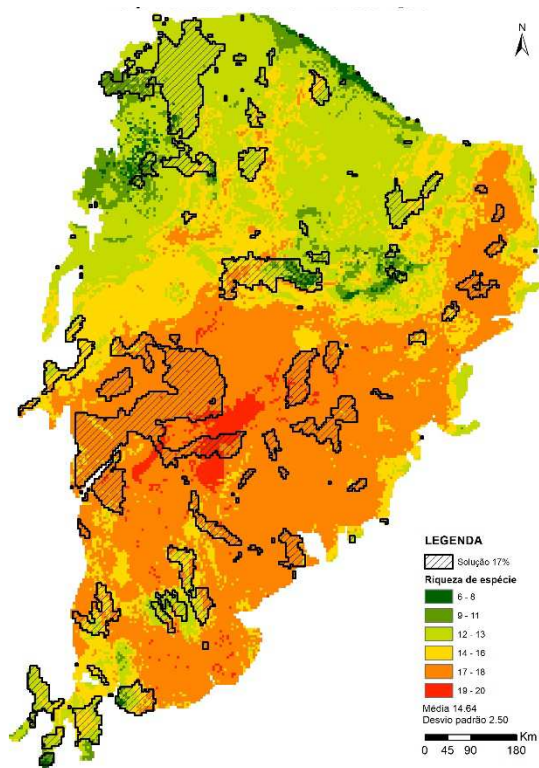 N
LEGENDA
Solução 17%
Riqueza de espécie
6 - 8
9 - 11
12 - 13
14 - 16
17 - 18
19 - 20
Média 14.64
Desvio padrão 2.50
Km
0 45 90 180